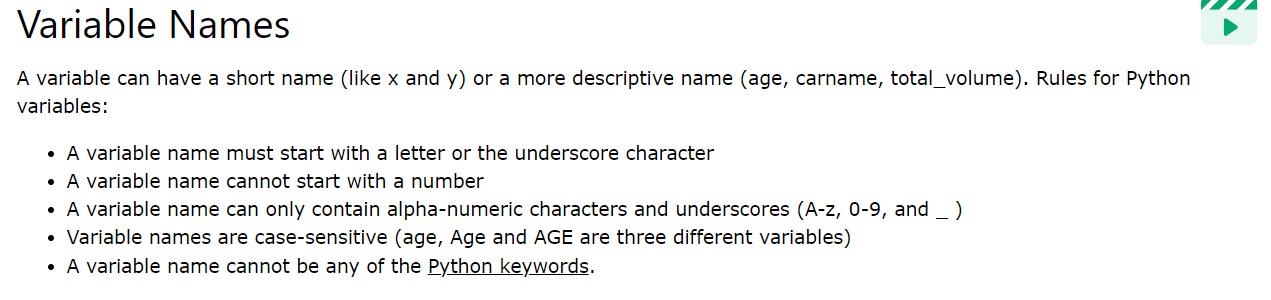 Variable Names
A variable can have a short name (like x and y) or a more descriptive name (age, carname, total_volume). Rules for Python
variables:
• A variable name must start with a letter or the underscore character
• A variable name cannot start with a number
• A variable name can only contain alpha-numeric characters and underscores (A-z, 0-9, and _ )
• Variable names are case-sensitive (age, Age and AGE are three different variables)
• A variable name cannot be any of the Python keywords.